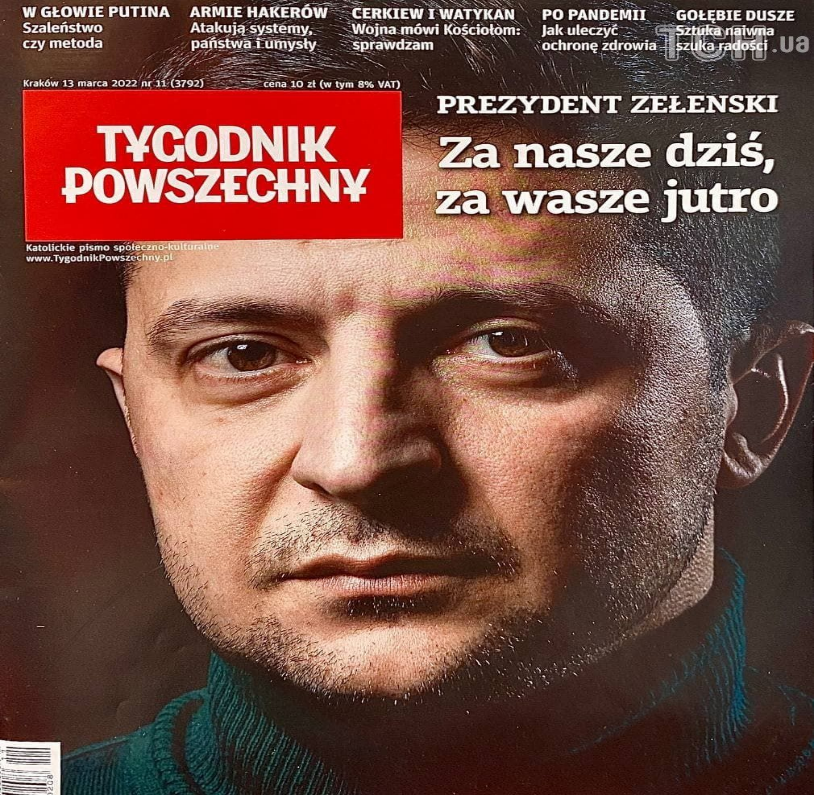 W GŁOWIE PUTINA
Szaleństwo
czy metoda
ARMIE HAKERÓW
Atakują systemy,
państwa i umysły
CERKIEW I WATYKAN
Wojna mówi Kościołom:
sprawdzam
PO PANDEMII
Jak uleczyć
ochronę zdrowia
GOŁĘBIE DUSZE
Sztuka naiwna
szuka radości
ТСН.ua
Kraków 13 marca 2022 nr 11 (3792)
cena 10 zł (w tym 8% VAT)
TYGODNIK
POWSZECHNY
PREZYDENT ZEŁENSKI
Za nasze dziś,
za wasze jutro
Katolickie pismo społeczno-kulturalne
www.TygodnikPowszechny.pl